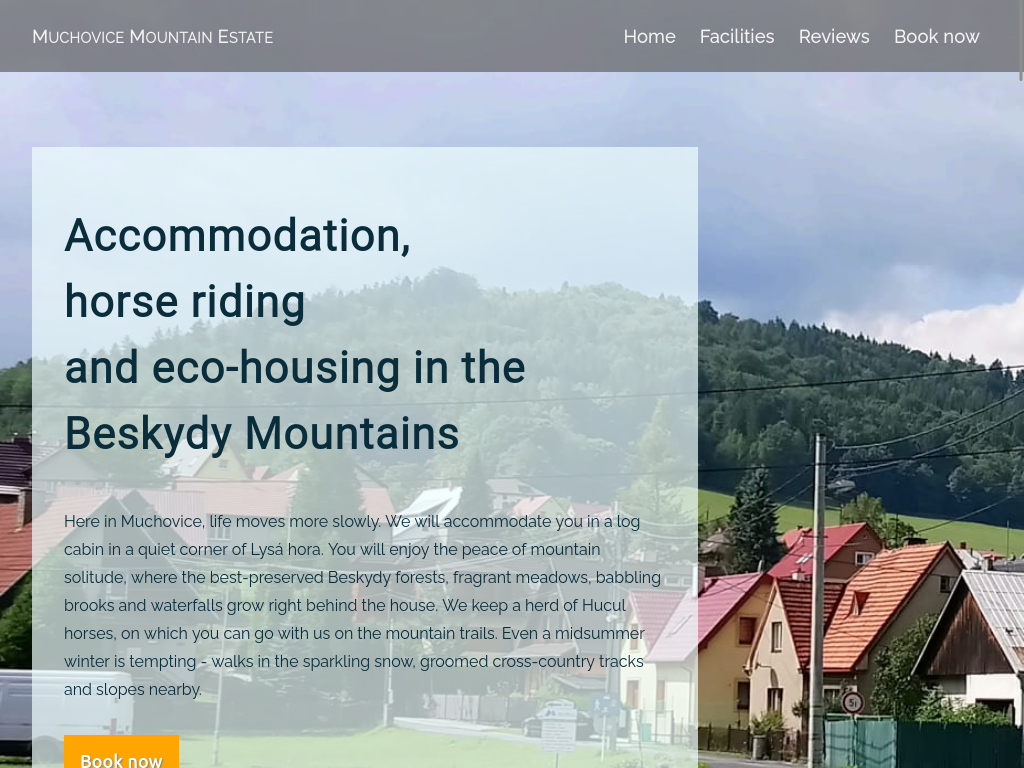 Muchovice Mountain Estate
Home Facilities Reviews Book now
Accommodation,
horse riding
and eco-housing in the
Beskydy Mountains
Here in Muchovice, life moves more slowly. We will accommodate you in a log
cabin in a quiet corner of Lysá hora. You will enjoy the peace of mountain
solitude, where the best-preserved Beskydy forests, fragrant meadows, babbling
brooks and waterfalls grow right behind the house. We keep a herd of Hucul
horses, on which you can go with us on the mountain trails. Even a midsummer
winter is tempting - walks in the sparkling snow, groomed cross-country tracks
and slopes nearby.
Book now